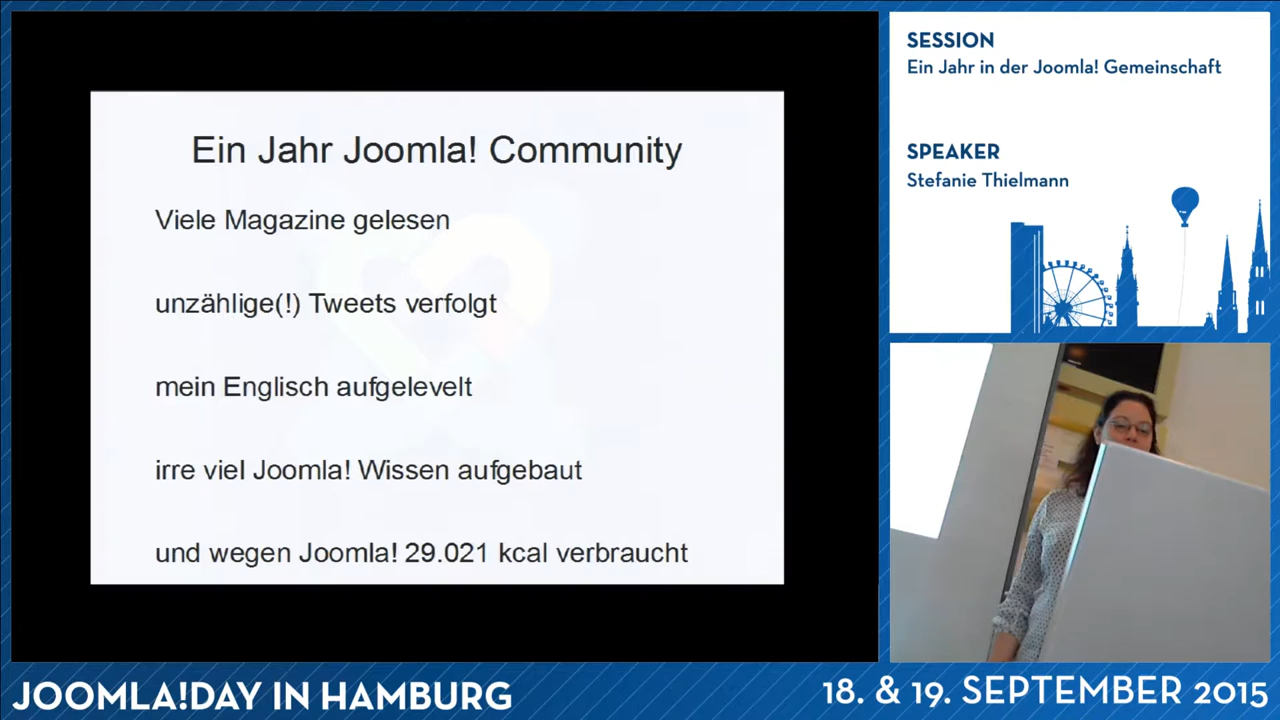 Ein Jahr Joomla! Community
Viele Magazine gelesen
unzählige(!) Tweets verfolgt
mein Englisch aufgelevelt
irre viel Joomla! Wissen aufgebaut
und wegen Joomla! 29.021 kcal verbraucht
SESSION
Ein Jahr in der Joomla! Gemeinschaft
SPEAKER
Stefanie Thielmann
JOOMLA!DAY IN HAMBURG
18. & 19. SEPTEMBER 2015